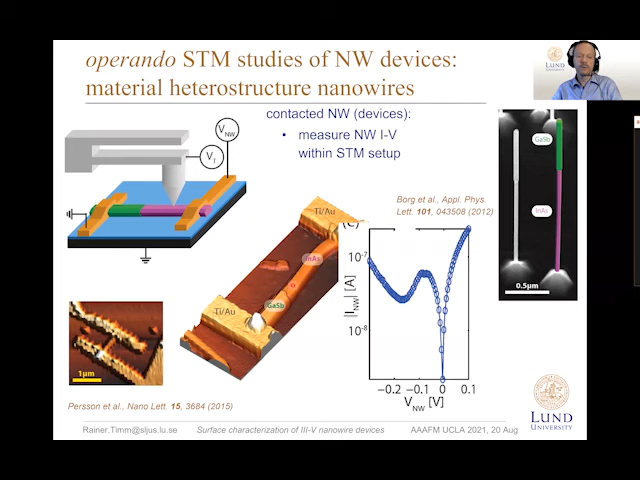 operando STM studies of NW devices:
material heterostructure nanowires
LUND
UNIVERSITY
contacted NW (devices):
• measure NW I-V
within STM setup
V_NW
V_T
GaSb
InAs
0.5µm
Borg et al., Appl. Phys.
Lett. 101, 043508 (2012)
Ti/Au
InAs
GaSb
Ti/Au
1µm
|I_NW| [A]
10^-7
10^-8
−0.2 −0.1 0 0.1
V_NW [V]
Persson et al., Nano Lett. 15, 3684 (2015)
LUND
UNIVERSITY
Rainer.Timm@sljus.lu.se Surface characterization of III-V nanowire devices AAAFM UCLA 2021, 20 Aug